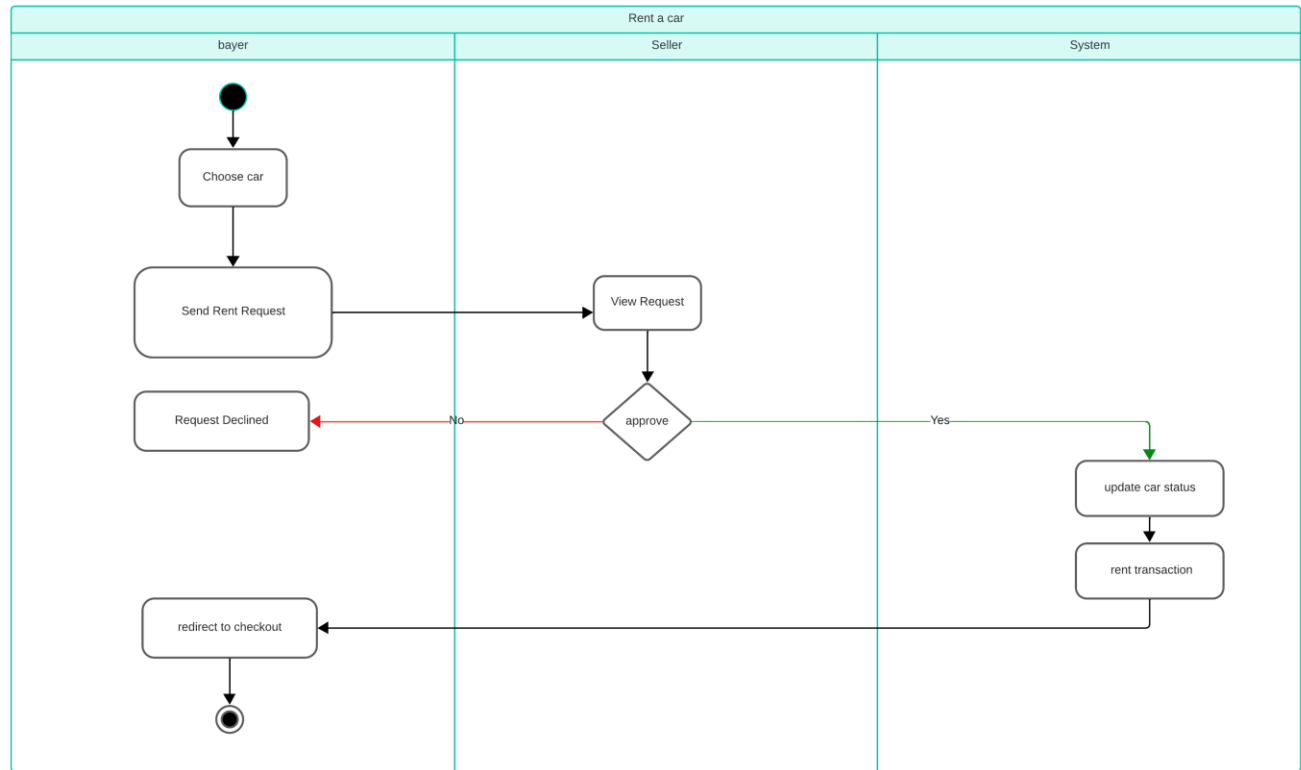 Rent a car
bayer
Seller
System
Choose car
Send Rent Request
View Request
Request Declined
No
approve
Yes
update car status
rent transaction
redirect to checkout